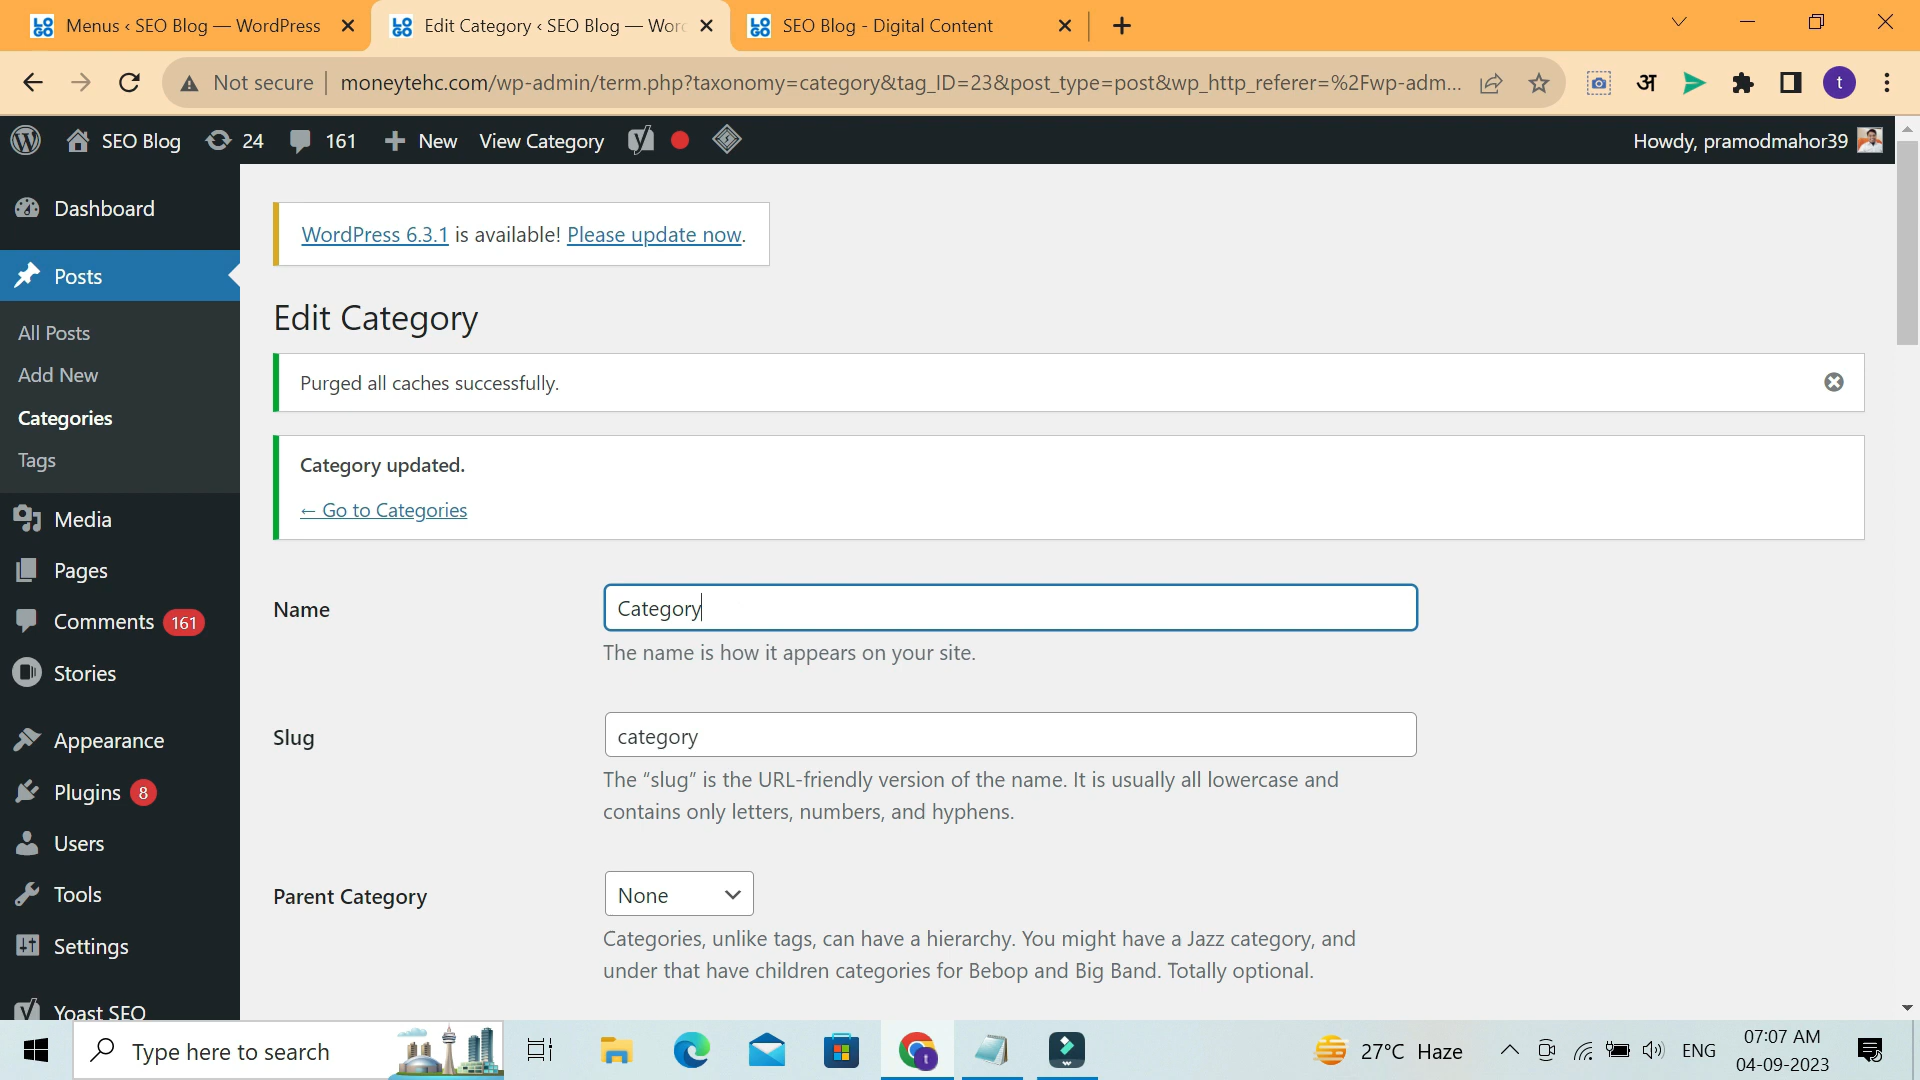 Menus ‹ SEO Blog — WordPress
Edit Category ‹ SEO Blog — Word
SEO Blog - Digital Content
Not secure
moneytehc.com/wp-admin/term.php?taxonomy=category&tag_ID=23&post_type=post&wp_http_referer=%2Fwp-adm...
अ
t
SEO Blog
24
161
New
View Category
Howdy, pramodmahor39
Dashboard
Posts
All Posts
Add New
Categories
Tags
Media
Pages
Comments 161
Stories
Appearance
Plugins 8
Users
Tools
Settings
Yoast SEO
WordPress 6.3.1 is available! Please update now.
Edit Category
Purged all caches successfully.
Category updated.
← Go to Categories
Name
Category
The name is how it appears on your site.
Slug
category
The “slug” is the URL-friendly version of the name. It is usually all lowercase and
contains only letters, numbers, and hyphens.
Parent Category
None
Categories, unlike tags, can have a hierarchy. You might have a Jazz category, and
under that have children categories for Bebop and Big Band. Totally optional.
Type here to search
t
27°C Haze
ENG
07:07 AM
04-09-2023